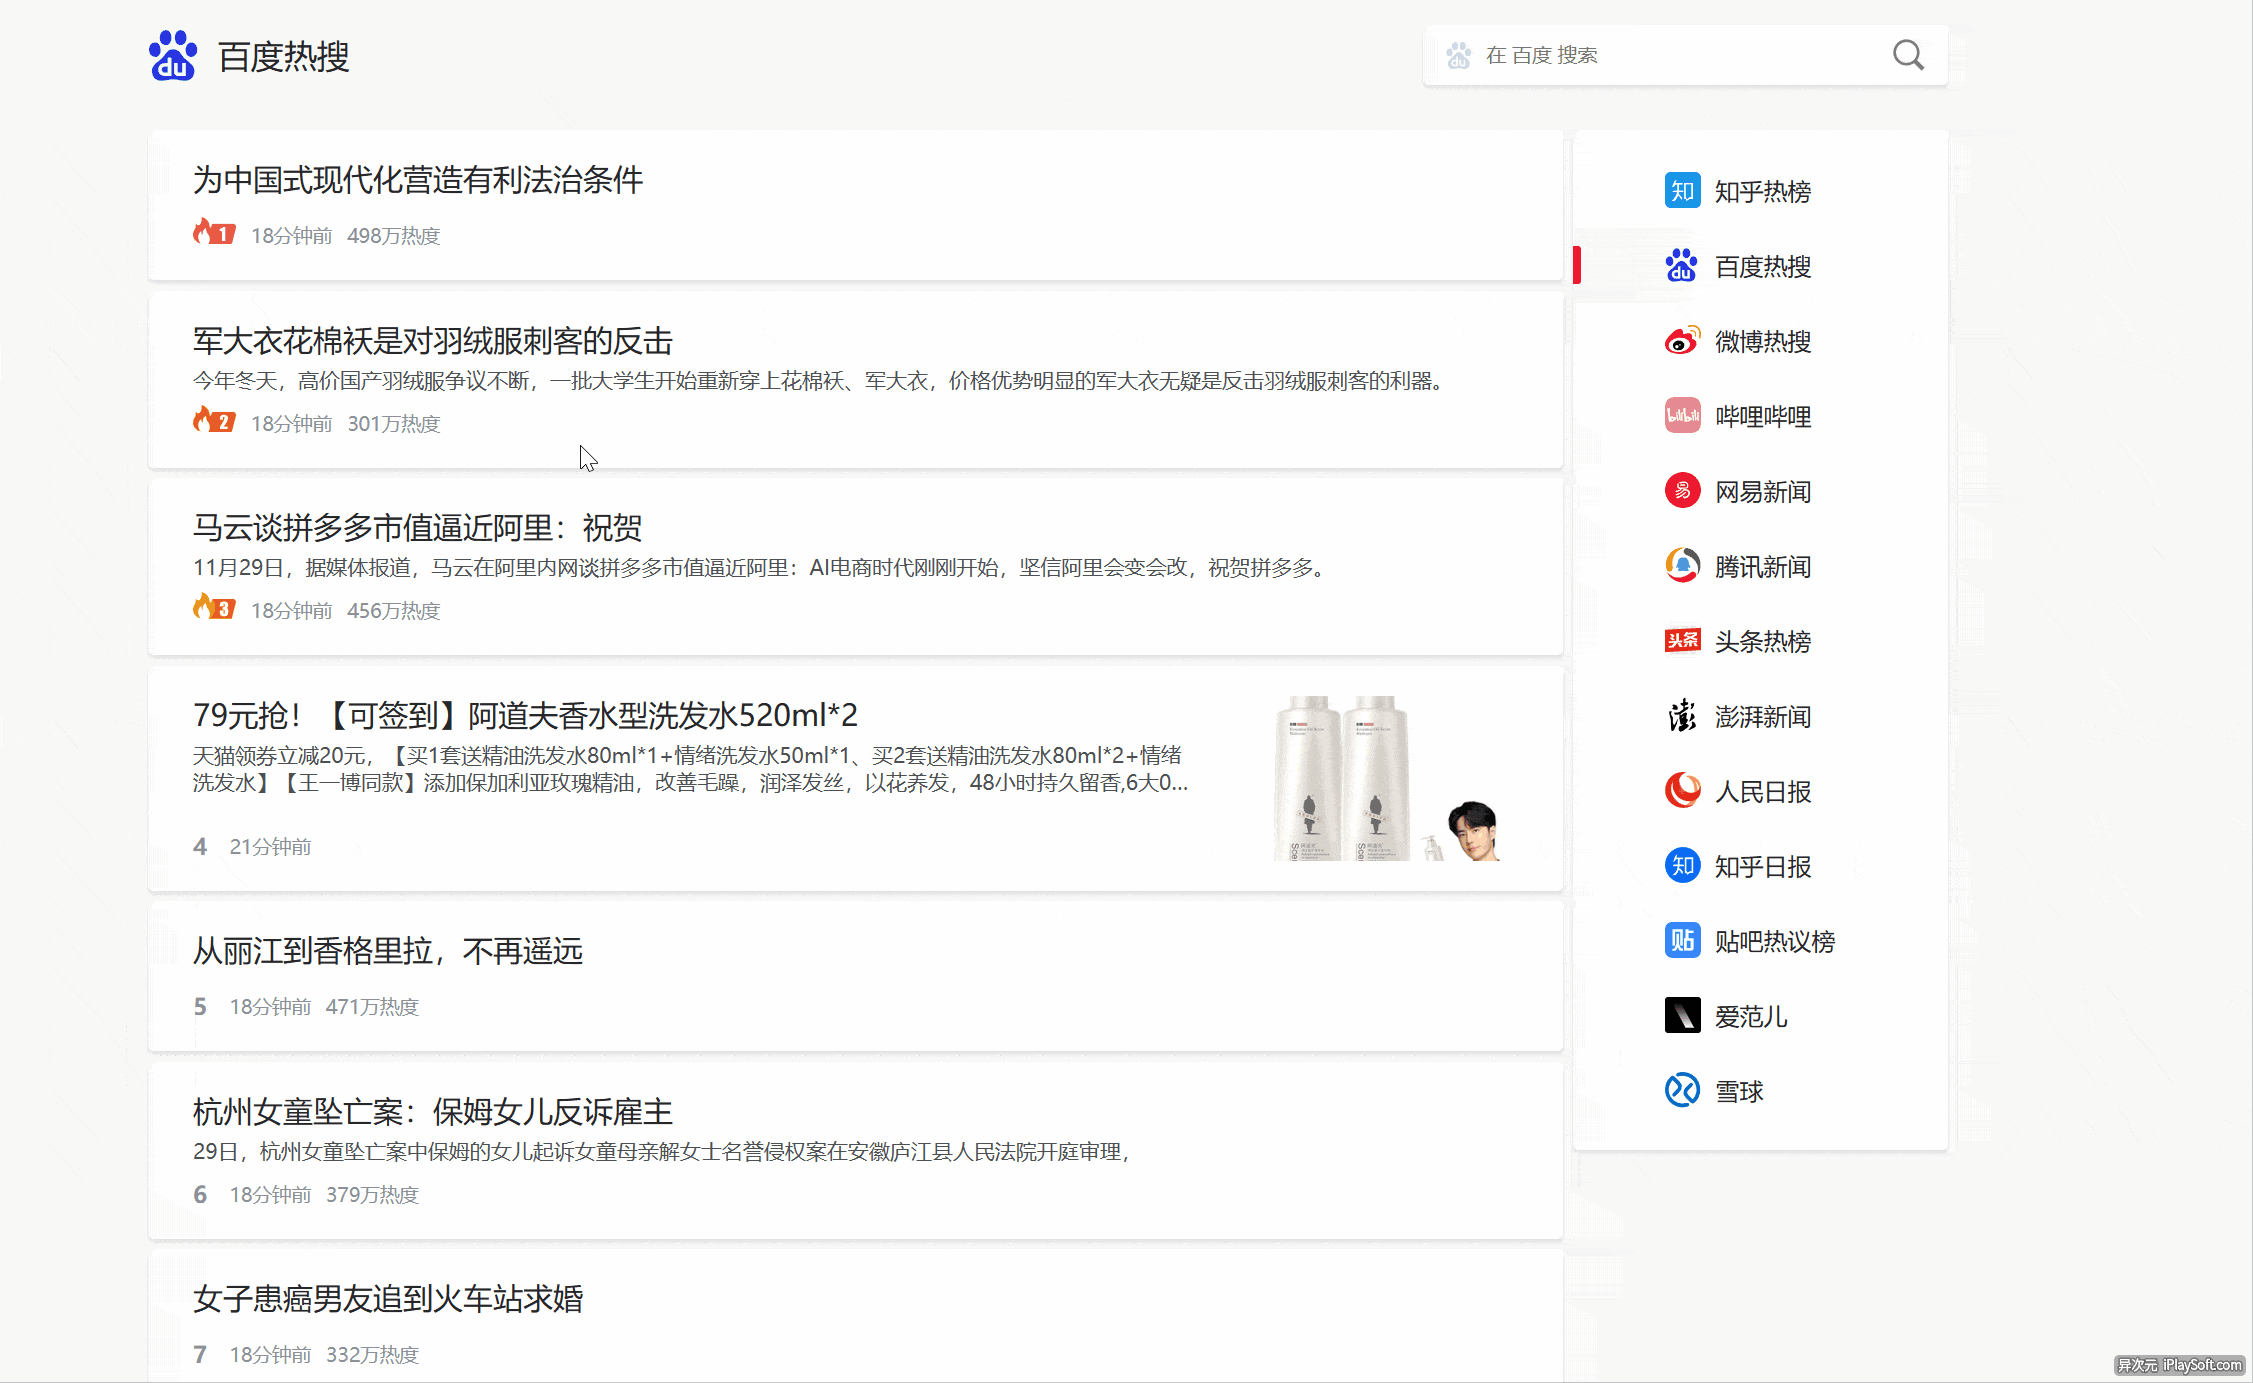 du 百度热搜
du 在 百度 搜索
为中国式现代化营造有利法治条件
1 18分钟前 498万热度
军大衣花棉袄是对羽绒服刺客的反击
今年冬天，高价国产羽绒服争议不断，一批大学生开始重新穿上花棉袄、军大衣，价格优势明显的军大衣无疑是反击羽绒服刺客的利器。
2 18分钟前 301万热度
马云谈拼多多市值逼近阿里：祝贺
11月29日，据媒体报道，马云在阿里内网谈拼多多市值逼近阿里：AI电商时代刚刚开始，坚信阿里会变会改，祝贺拼多多。
3 18分钟前 456万热度
79元抢！【可签到】阿道夫香水型洗发水520ml*2
天猫领券立减20元，【买1套送精油洗发水80ml*1+情绪洗发水50ml*1、买2套送精油洗发水80ml*2+情绪
洗发水】【王一博同款】添加保加利亚玫瑰精油，改善毛躁，润泽发丝，以花养发，48小时持久留香,6大0...
4 21分钟前
从丽江到香格里拉，不再遥远
5 18分钟前 471万热度
杭州女童坠亡案：保姆女儿反诉雇主
29日，杭州女童坠亡案中保姆的女儿起诉女童母亲解女士名誉侵权案在安徽庐江县人民法院开庭审理，
6 18分钟前 379万热度
女子患癌男友追到火车站求婚
7 18分钟前 332万热度
知 知乎热榜
du 百度热搜
微博热搜
bilibili 哔哩哔哩
易 网易新闻
腾讯新闻
头条 头条热榜
澎 澎湃新闻
人民日报
知 知乎日报
贴 贴吧热议榜
爱范儿
雪球
异次元 iPlaySoft.com